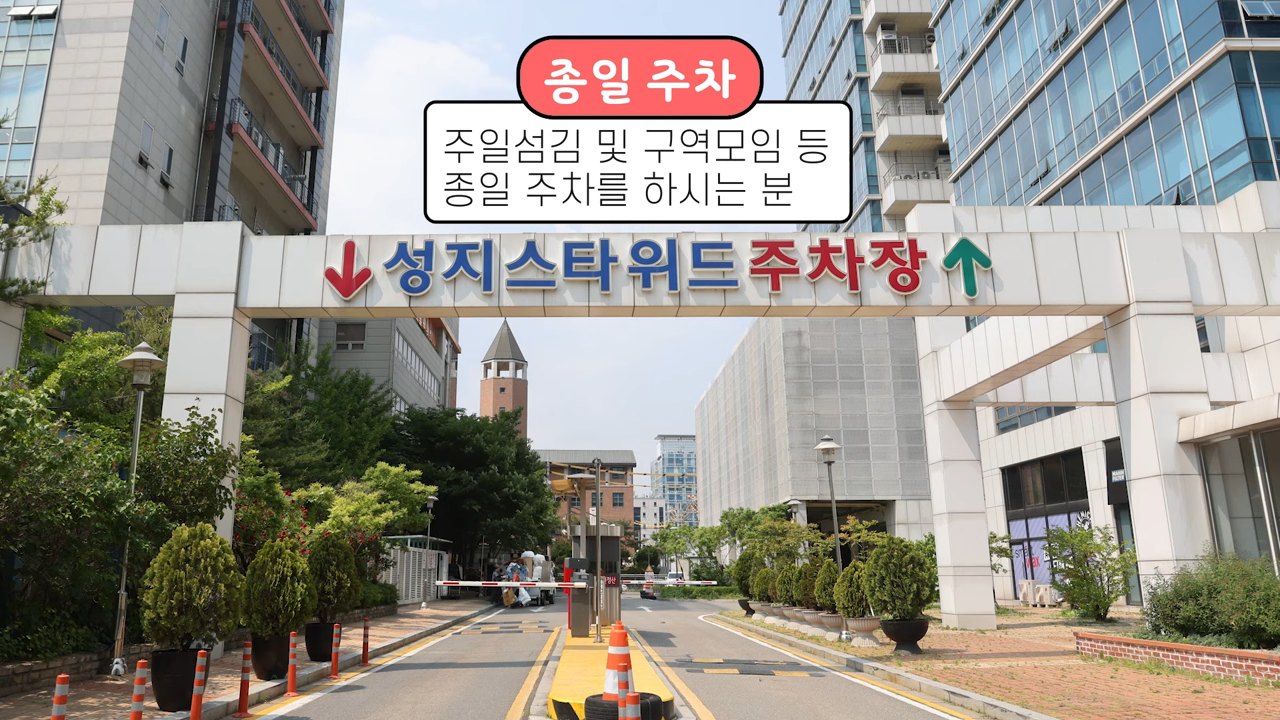 종일 주차
주일섬김 및 구역모임 등
종일 주차를 하시는 분
↓성지스타위드주차장↑